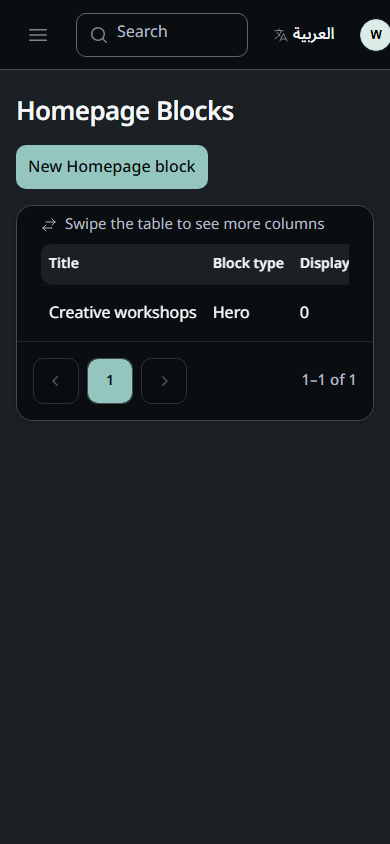 Search
العربية
W
Homepage Blocks
New Homepage block
Swipe the table to see more columns
Title Block type Display
Creative workshops Hero 0
1 1–1 of 1